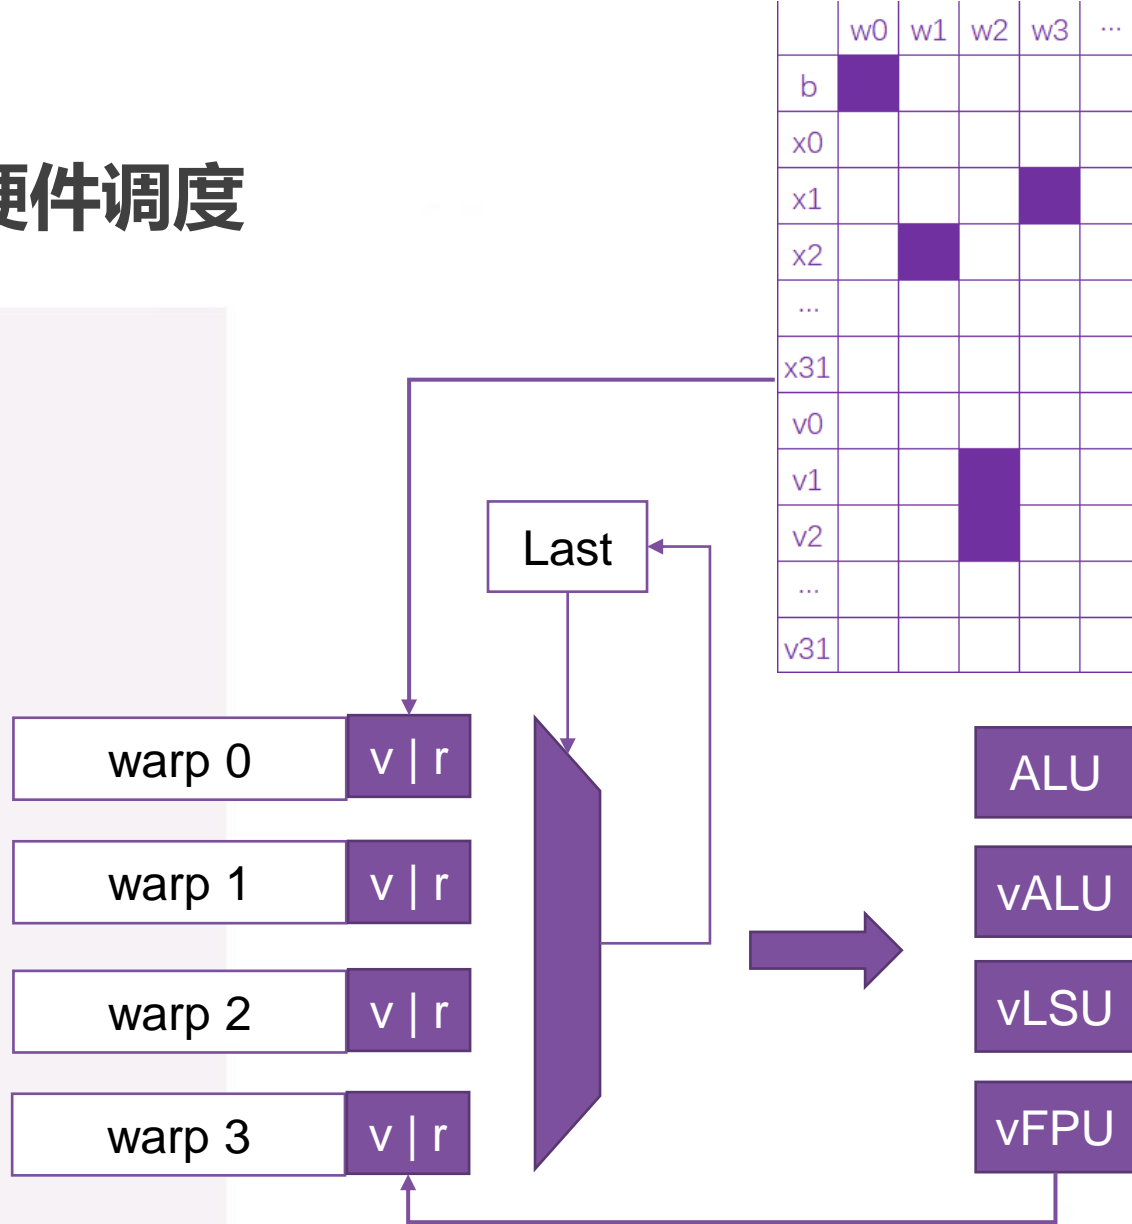 w0 w1 w2 w3 ...
b
x0
硬件调度
x1
x2
...
x31
v0
v1
v2
...
v31
Last
warp 0 v | r
warp 1 v | r
warp 2 v | r
warp 3 v | r
ALU
vALU
vLSU
vFPU